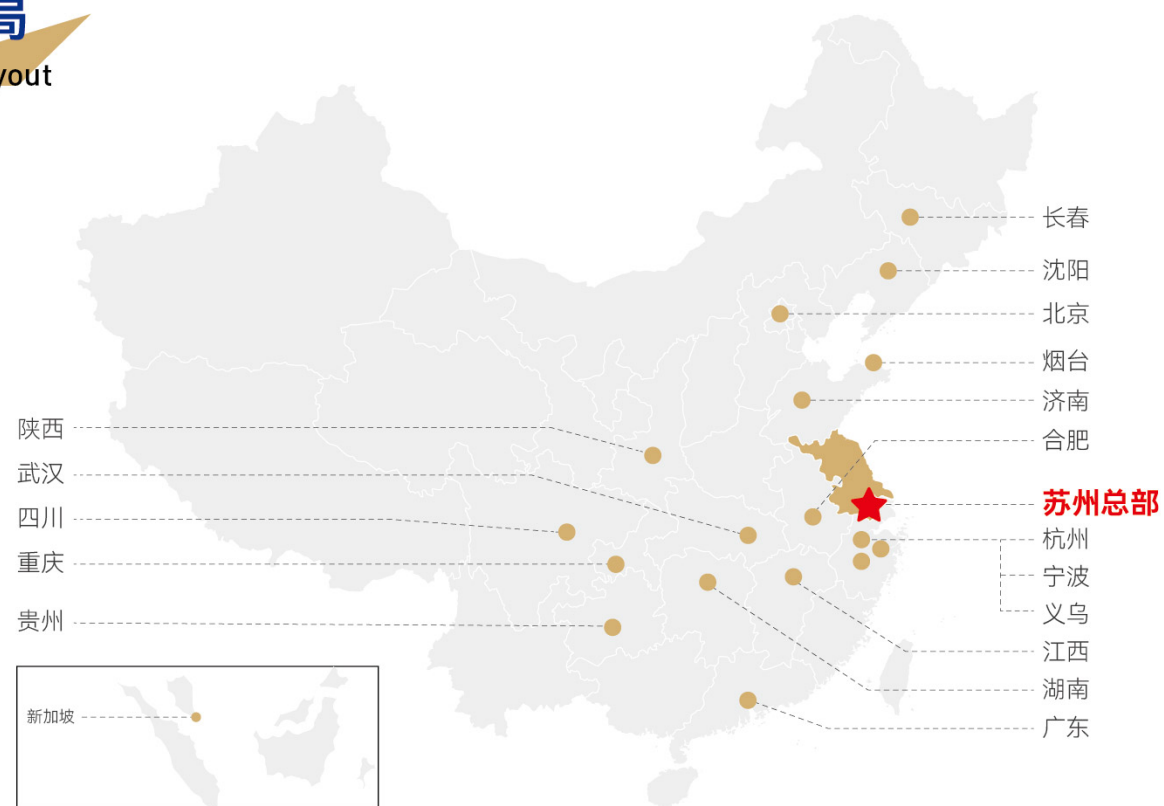 局
长春
沈阳
北京
烟台
济南
合肥
苏州总部
杭州
宁波
义乌
江西
湖南
广东
陕西
武汉
四川
重庆
贵州
新加坡